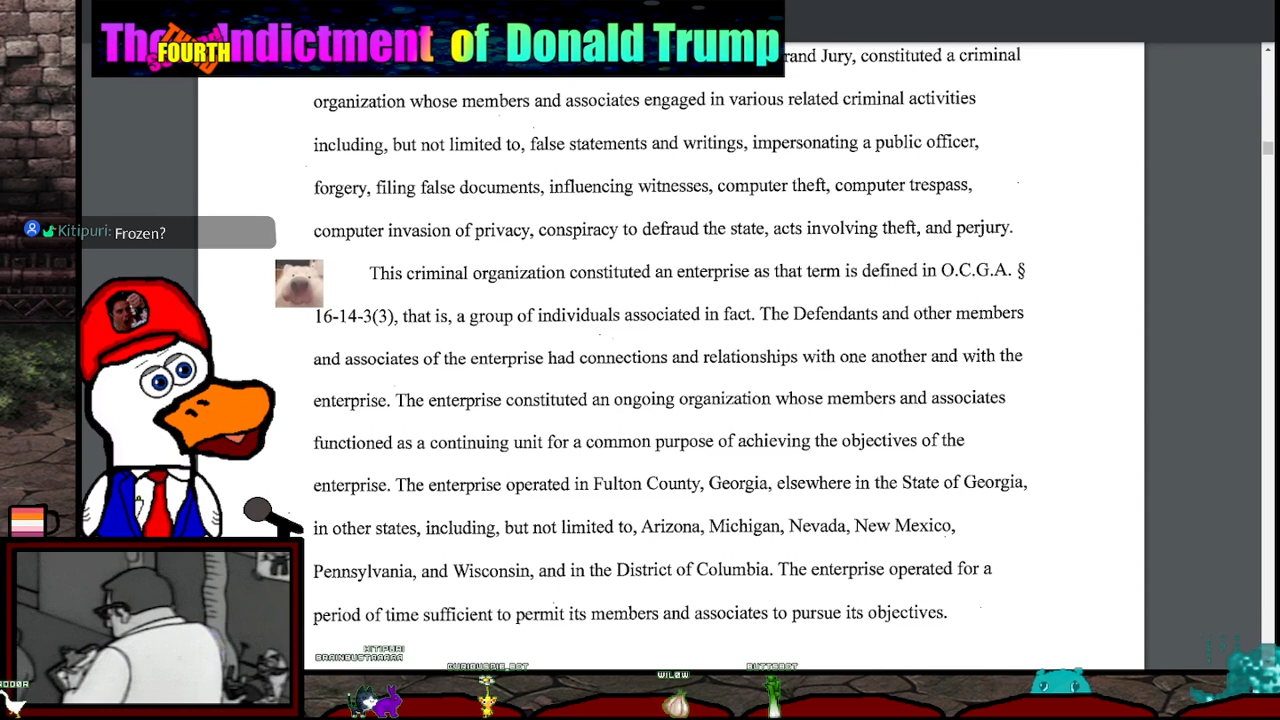 The Indictment of Donald Trump
FOURTH
rand Jury, constituted a criminal
organization whose members and associates engaged in various related criminal activities
including, but not limited to, false statements and writings, impersonating a public officer,
forgery, filing false documents, influencing witnesses, computer theft, computer trespass,
Kitipuri: Frozen?
computer invasion of privacy, conspiracy to defraud the state, acts involving theft, and perjury.
This criminal organization constituted an enterprise as that term is defined in O.C.G.A. §
16-14-3(3), that is, a group of individuals associated in fact. The Defendants and other members
and associates of the enterprise had connections and relationships with one another and with the
enterprise. The enterprise constituted an ongoing organization whose members and associates
functioned as a continuing unit for a common purpose of achieving the objectives of the
enterprise. The enterprise operated in Fulton County, Georgia, elsewhere in the State of Georgia,
in other states, including, but not limited to, Arizona, Michigan, Nevada, New Mexico,
Pennsylvania, and Wisconsin, and in the District of Columbia. The enterprise operated for a
period of time sufficient to permit its members and associates to pursue its objectives.
KITIPURI
WILOW